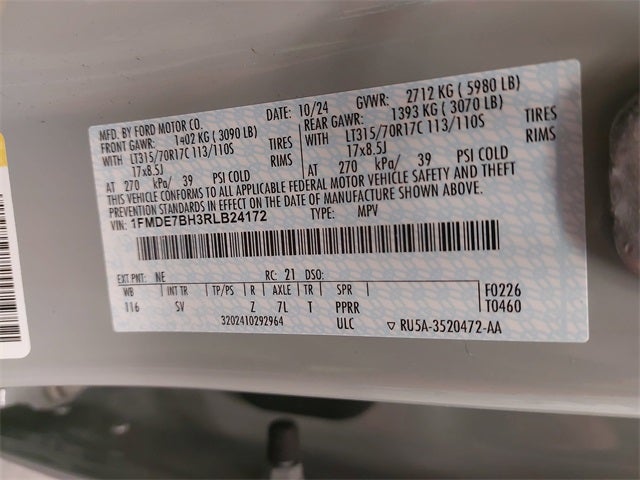 MFD. BY FORD MOTOR CO.
DATE: 10/24
GVWR: 2712 KG ( 5980 LB)
FRONT GAWR: 1402 KG ( 3090 LB)
REAR GAWR: 1393 KG ( 3070 LB)
WITH LT315/70R17C 113/110S TIRES
WITH LT315/70R17C 113/110S TIRES
17x8.5J RIMS
17x8.5J RIMS
AT 270 kPa/ 39 PSI COLD
AT 270 kPa/ 39 PSI COLD
THIS VEHICLE CONFORMS TO ALL APPLICABLE FEDERAL MOTOR VEHICLE SAFETY AND THEFT
PREVENTION STANDARDS IN EFFECT ON THE DATE OF MANUFACTURE SHOWN ABOVE.
VIN: 1FMDE7BH3RLB24172
TYPE: MPV
EXT PNT: NE RC: 21 DSO:
WB INT TR TP/PS R AXLE TR SPR
116 SV Z 7L T PPRR
F0226
T0460
3202410292964 ULC ▽ RU5A-3520472-AA